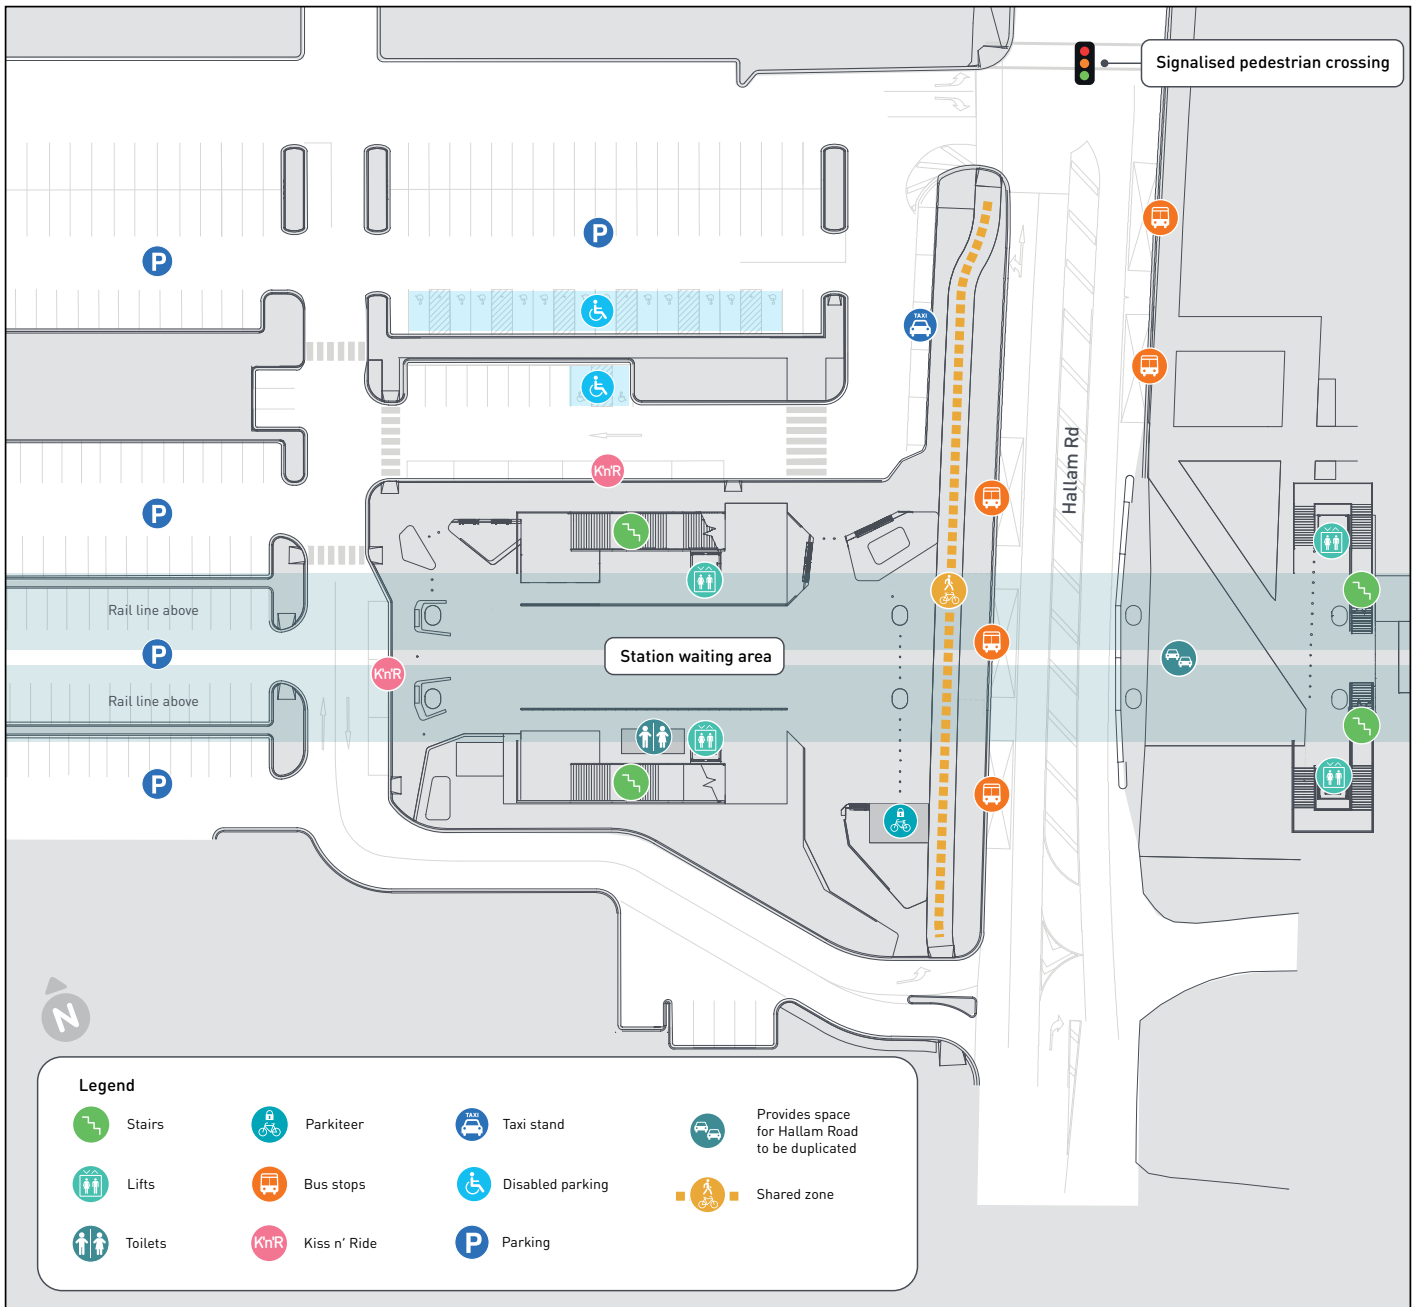 Signalised pedestrian crossing
P
P
TAXI
Hallam Rd
K'n'R
P
Rail line above
P
Station waiting area
K'n'R
Rail line above
P
N
Legend
Stairs
Parkiteer
TAXI
Taxi stand
Provides space
for Hallam Road
to be duplicated
Lifts
Bus stops
Disabled parking
Shared zone
Toilets
K'n'R
Kiss n' Ride
P
Parking